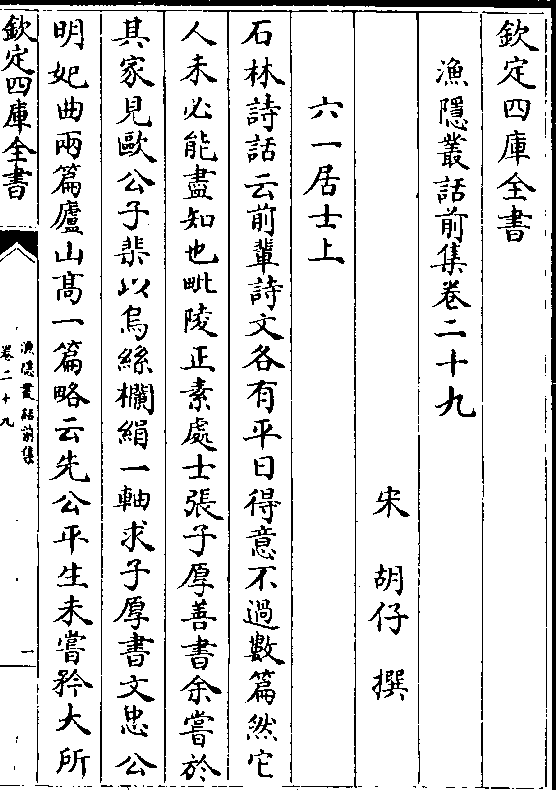 欽定四庫全書
漁隱叢話前集卷二十九
宋 胡仔 撰
六一居士上
石林詩話云前輩詩文各有平日得意不過數篇然它
人未必能盡知也毗陵正素處士張子厚善書余嘗於
其家見歐公子棐以烏絲欄絹一軸求子厚書文忠公
明妃曲兩篇廬山髙一篇略云先公平生未嘗矜大所
欽定四庫全書
漁隱叢話前集
卷二十九
一